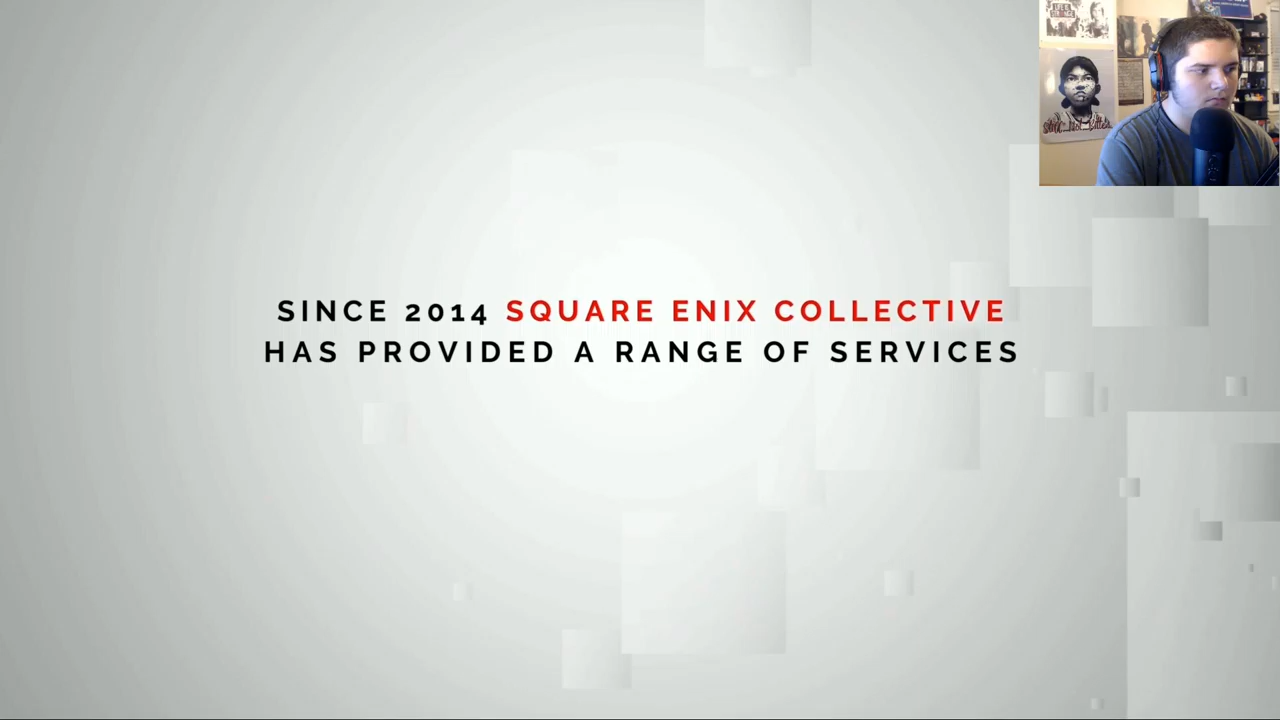 SINCE 2014 SQUARE ENIX COLLECTIVE
HAS PROVIDED A RANGE OF SERVICES